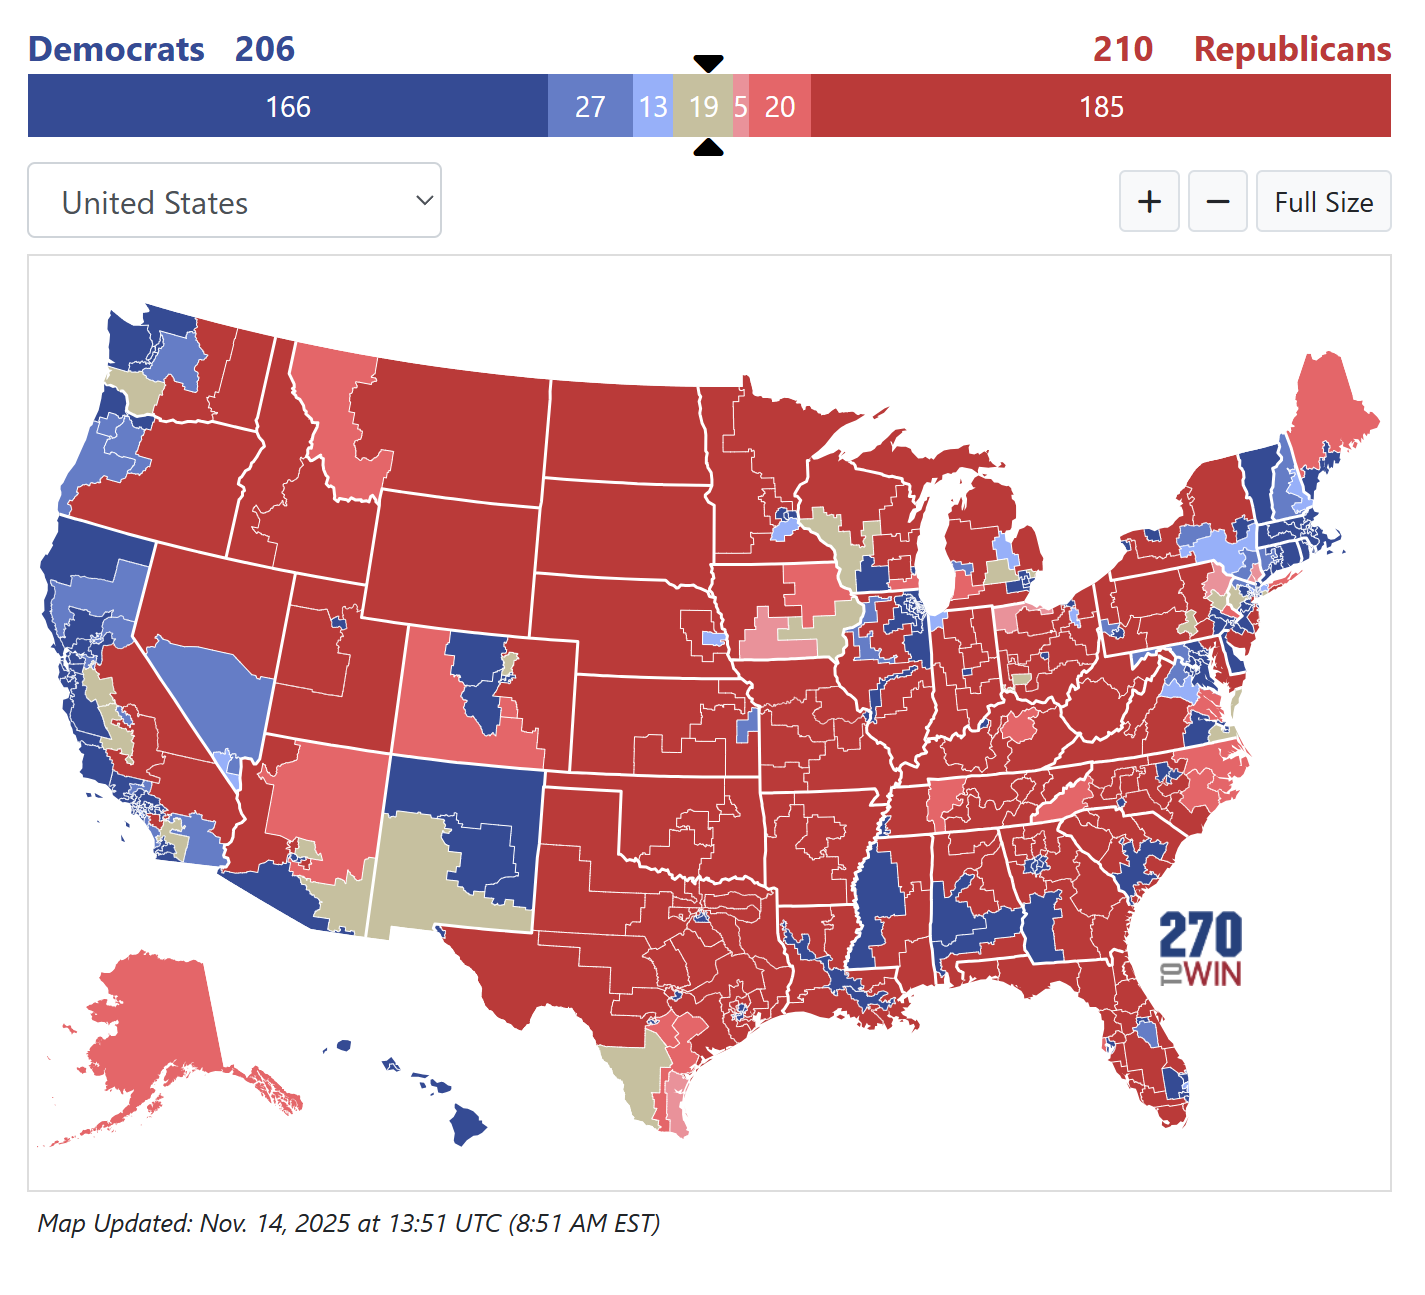 Democrats 206 210 Republicans
166 27 13 19 5 20 185
United States + − Full Size
270
TO WIN
Map Updated: Nov. 14, 2025 at 13:51 UTC (8:51 AM EST)